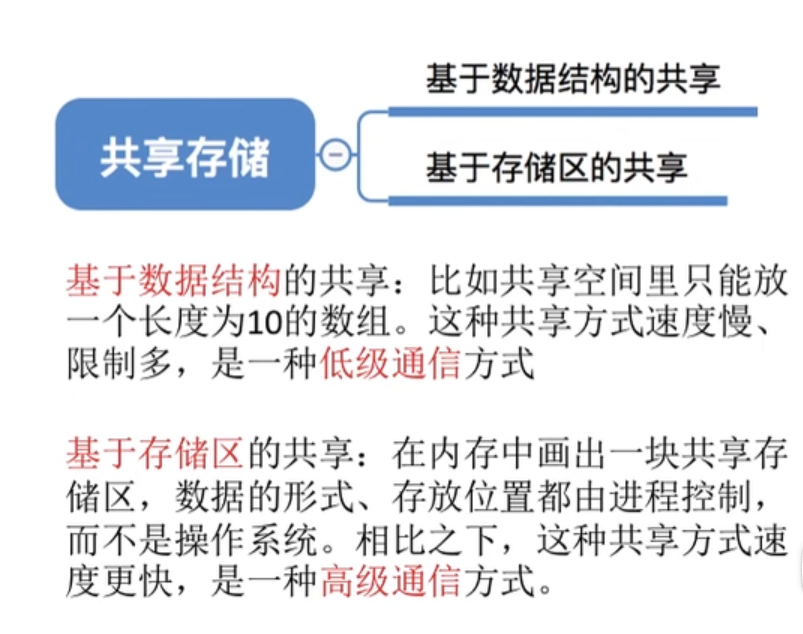 基于数据结构的共享
共享存储
基于存储区的共享
基于数据结构的共享：比如共享空间里只能放
一个长度为10的数组。这种共享方式速度慢、
限制多，是一种低级通信方式
基于存储区的共享：在内存中画出一块共享存
储区，数据的形式、存放位置都由进程控制，
而不是操作系统。相比之下，这种共享方式速
度更快，是一种高级通信方式。